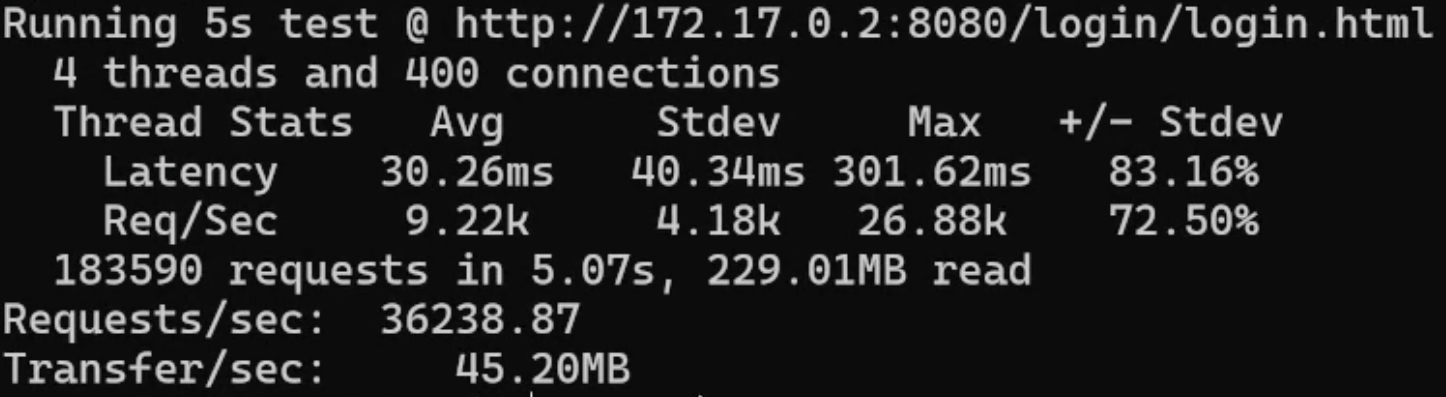 Running 5s test @ http://172.17.0.2:8080/login/login.html
  4 threads and 400 connections
  Thread Stats   Avg      Stdev     Max   +/- Stdev
    Latency    30.26ms   40.34ms 301.62ms   83.16%
    Req/Sec     9.22k     4.18k   26.88k    72.50%
  183590 requests in 5.07s, 229.01MB read
Requests/sec:  36238.87
Transfer/sec:     45.20MB